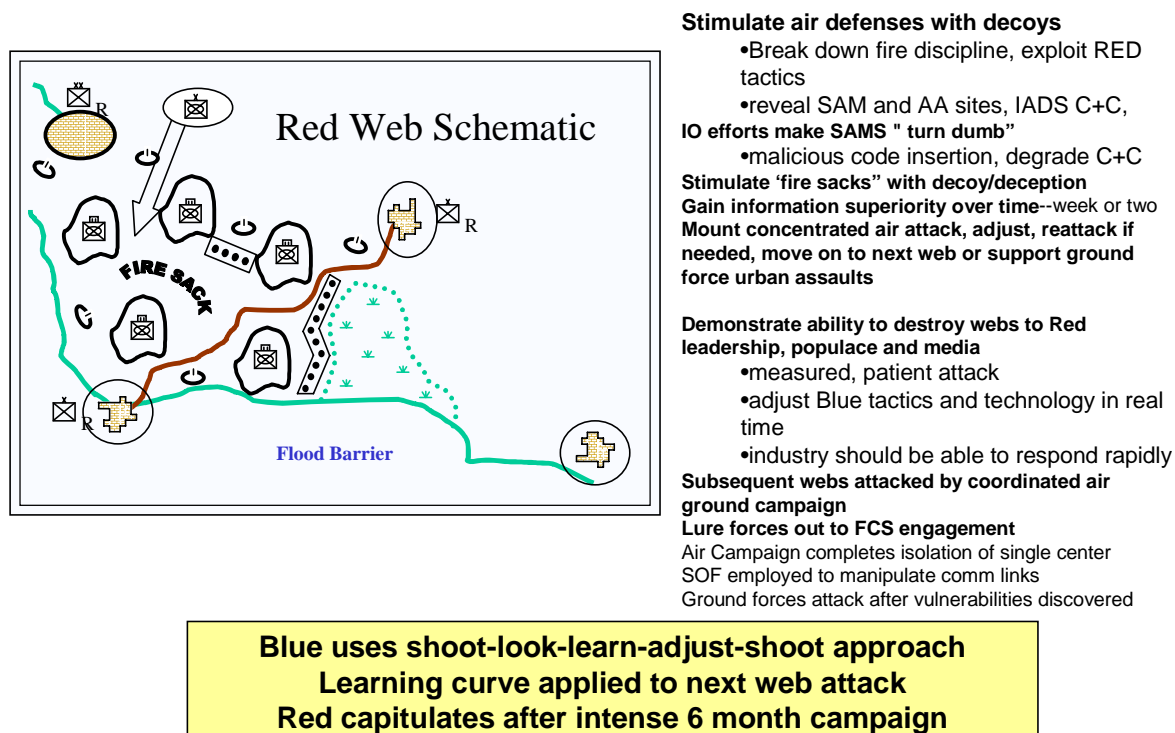 Red Web Schematic
XX
R
X
X
R
X
R
FIRE SACK
Flood Barrier
Stimulate air defenses with decoys
•Break down fire discipline, exploit RED
tactics
•reveal SAM and AA sites, IADS C+C,
IO efforts make SAMS " turn dumb”
•malicious code insertion, degrade C+C
Stimulate ‘fire sacks” with decoy/deception
Gain information superiority over time--week or two
Mount concentrated air attack, adjust, reattack if
needed, move on to next web or support ground
force urban assaults
Demonstrate ability to destroy webs to Red
leadership, populace and media
•measured, patient attack
•adjust Blue tactics and technology in real
time
•industry should be able to respond rapidly
Subsequent webs attacked by coordinated air
ground campaign
Lure forces out to FCS engagement
Air Campaign completes isolation of single center
SOF employed to manipulate comm links
Ground forces attack after vulnerabilities discovered
Blue uses shoot-look-learn-adjust-shoot approach
Learning curve applied to next web attack
Red capitulates after intense 6 month campaign